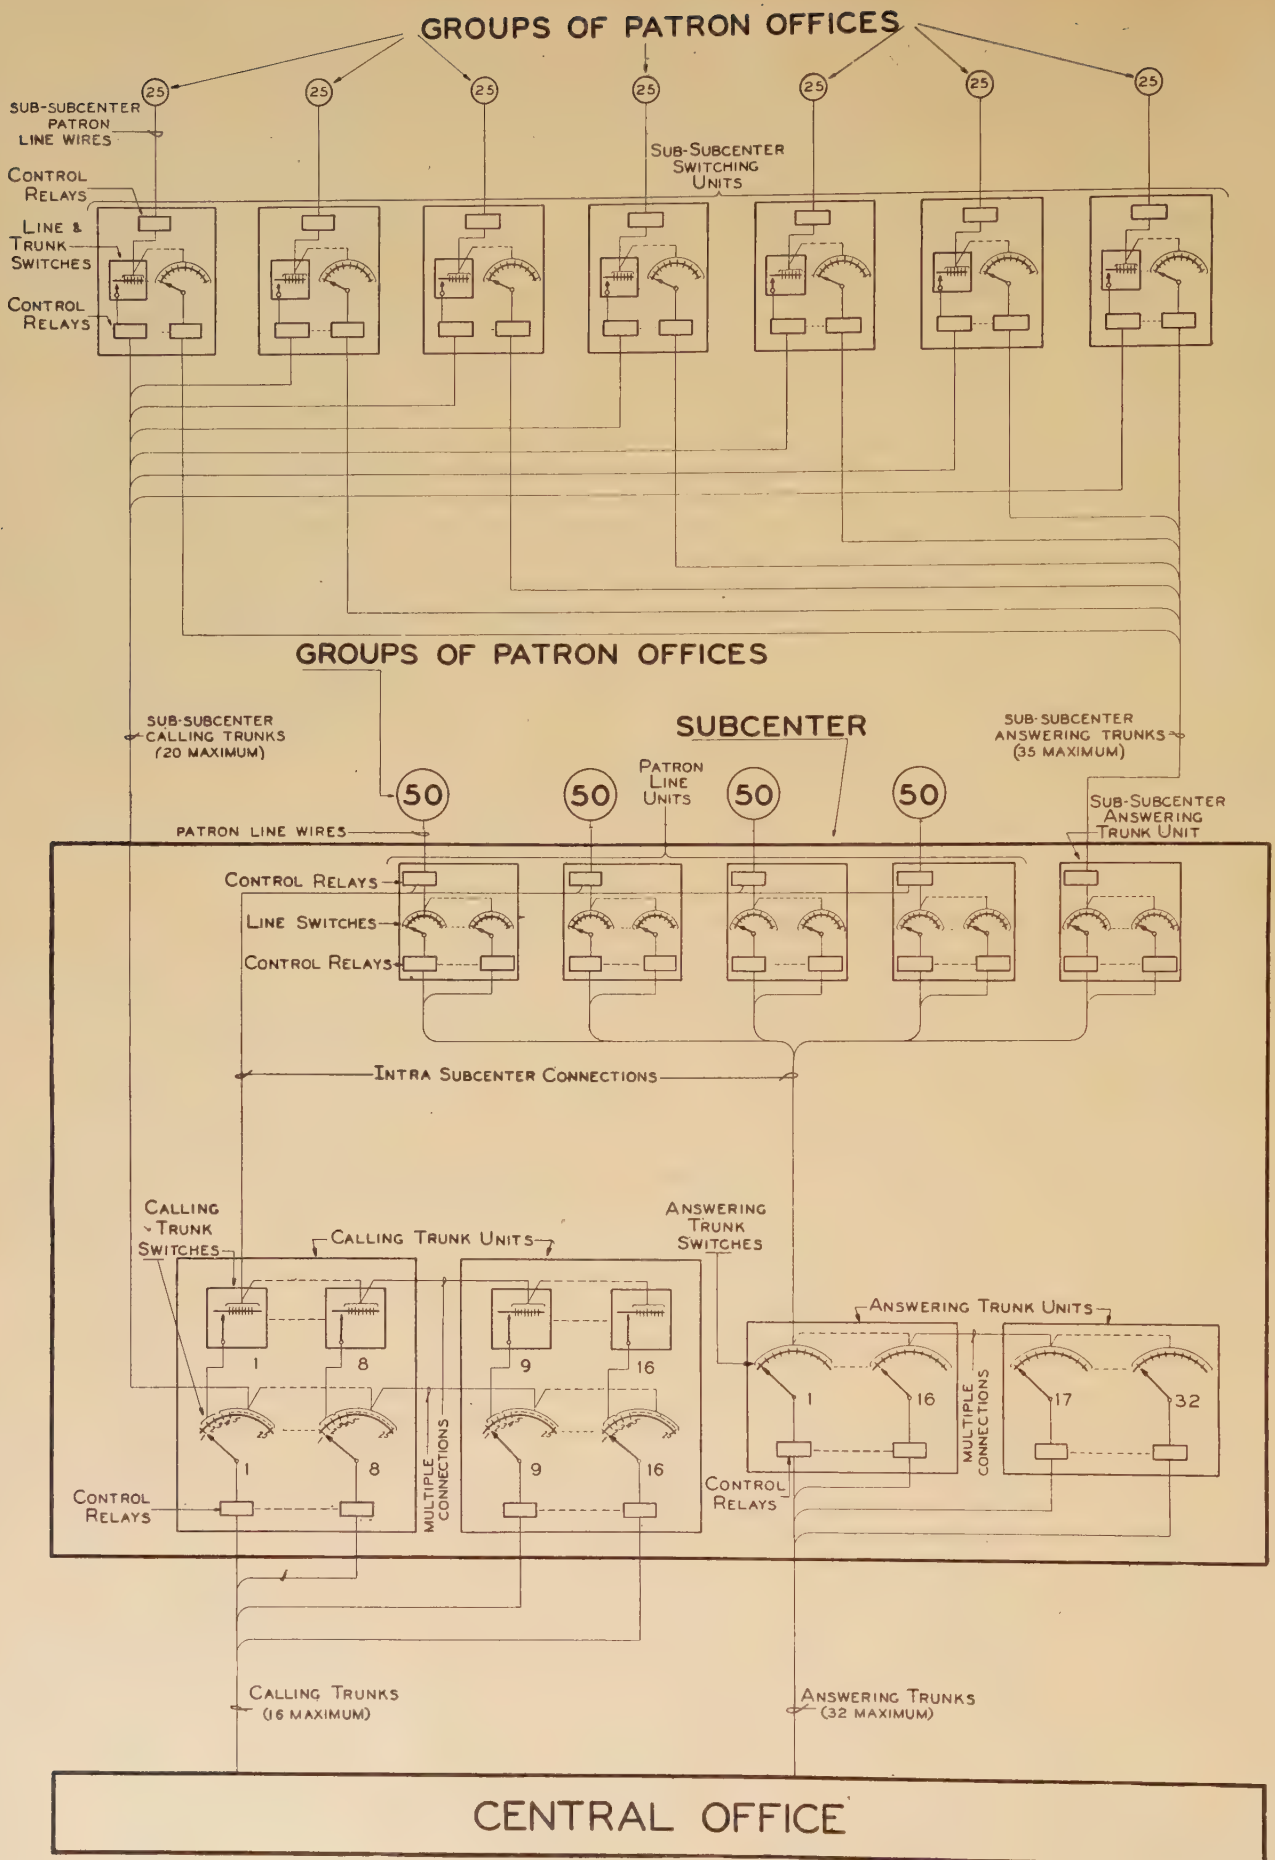 GROUPS OF PATRON OFFICES
25 25 25 25 25 25 25
SUB-SUBCENTER
PATRON
LINE WIRES
SUB-SUBCENTER
SWITCHING
UNITS
CONTROL
RELAYS
LINE &
TRUNK
SWITCHES
CONTROL
RELAYS
GROUPS OF PATRON OFFICES
SUB-SUBCENTER
CALLING TRUNKS
(20 MAXIMUM)
SUBCENTER
SUB-SUBCENTER
ANSWERING TRUNKS
(35 MAXIMUM)
PATRON
LINE
UNITS
50 50 50 50
SUB-SUBCENTER
ANSWERING
TRUNK UNIT
PATRON LINE WIRES
CONTROL RELAYS
LINE SWITCHES
CONTROL RELAYS
INTRA SUBCENTER CONNECTIONS
CALLING
TRUNK
SWITCHES
CALLING TRUNK UNITS
ANSWERING
TRUNK
SWITCHES
ANSWERING TRUNK UNITS
1 8 9 16
1 16 17 32
MULTIPLE
CONNECTIONS
1 8 9 16
MULTIPLE
CONNECTIONS
CONTROL
RELAYS
CONTROL
RELAYS
CALLING TRUNKS
(16 MAXIMUM)
ANSWERING TRUNKS
(32 MAXIMUM)
CENTRAL OFFICE